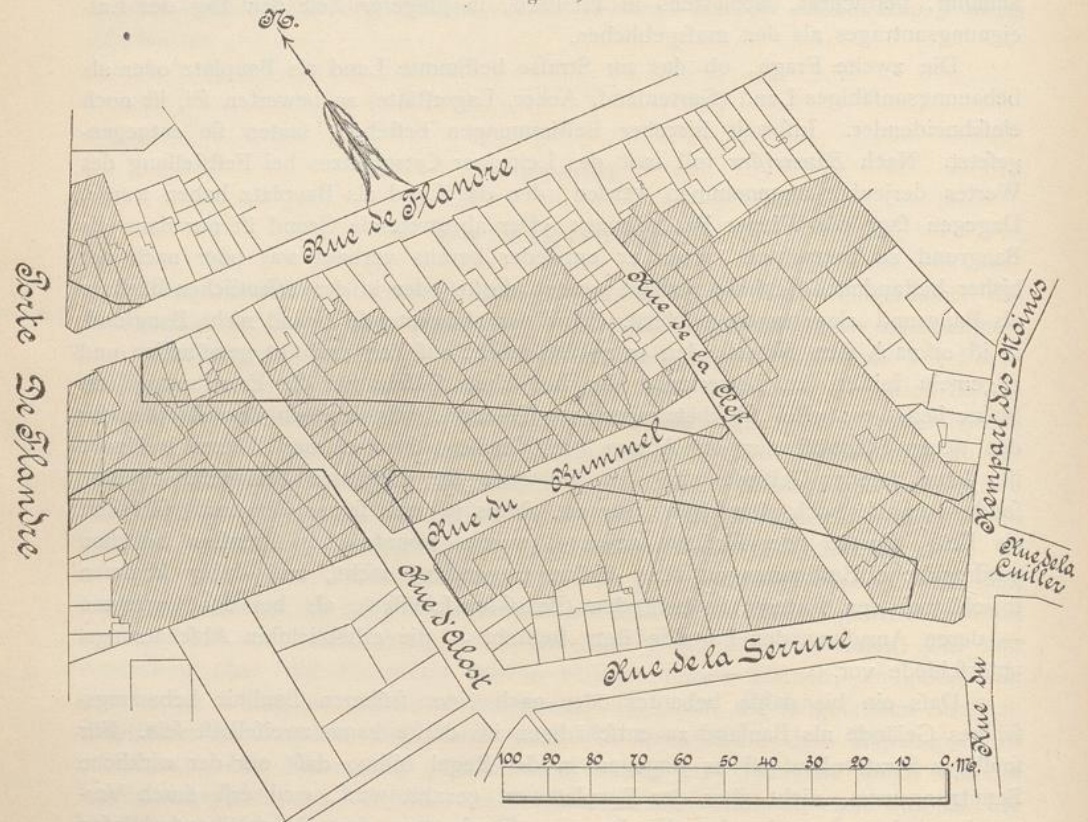 N.
Rue de Flandre
Porte De Flandre
Rue de la Clef
Rempart des Moines
Rue du Bummel
Rue de la Cuiller
Rue d'Alost
Rue de la Serrure
Rue du
100 90 80 70 60 50 40 30 20 10 0 M.